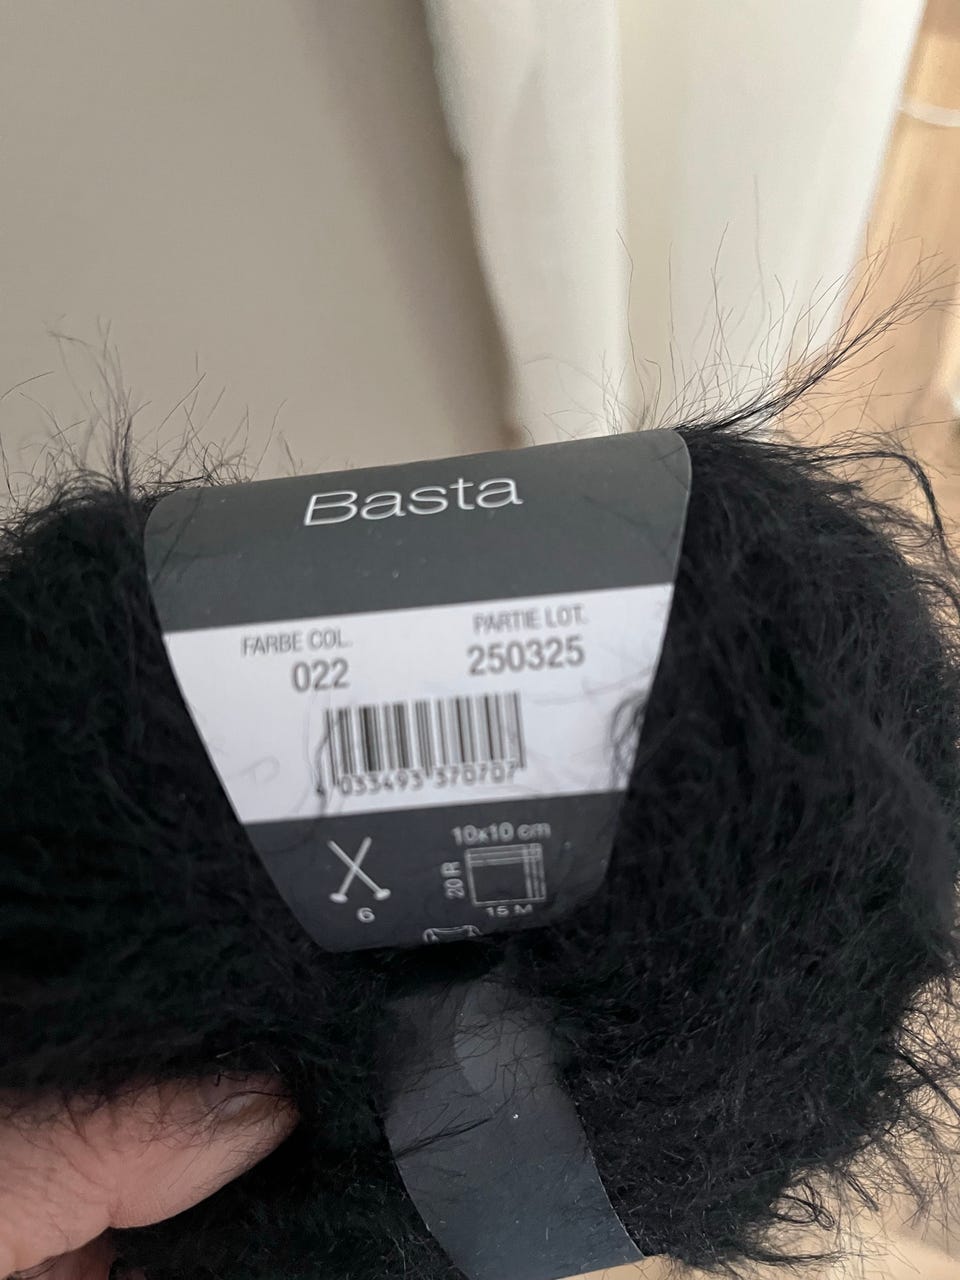 Basta
FARBE COL.
022
PARTIE LOT.
250325
4 033493 370707
6
10x10 cm
20 R
15 M